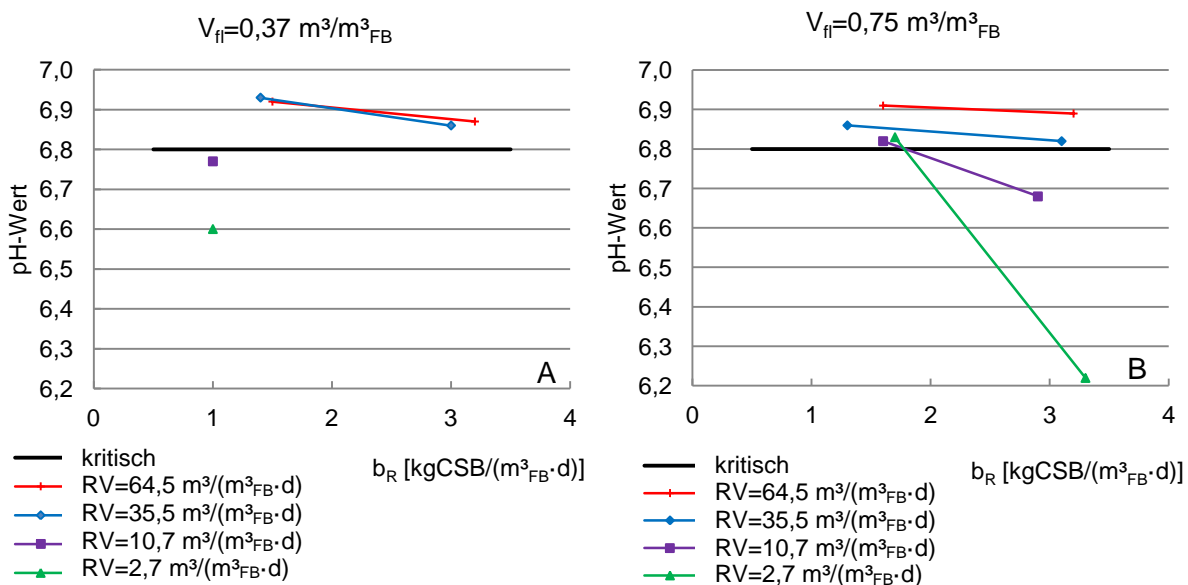 V_fl=0,37 m³/m³_FB
7,0
6,9
6,8
6,7
6,6
6,5
6,4
6,3
6,2
pH-Wert
A
0 1 2 3 4
b_R [kgCSB/(m³_FB·d)]
kritisch
RV=64,5 m³/(m³_FB·d)
RV=35,5 m³/(m³_FB·d)
RV=10,7 m³/(m³_FB·d)
RV=2,7 m³/(m³_FB·d)
V_fl=0,75 m³/m³_FB
7,0
6,9
6,8
6,7
6,6
6,5
6,4
6,3
6,2
pH-Wert
B
0 1 2 3 4
b_R [kgCSB/(m³_FB·d)]
kritisch
RV=64,5 m³/(m³_FB·d)
RV=35,5 m³/(m³_FB·d)
RV=10,7 m³/(m³_FB·d)
RV=2,7 m³/(m³_FB·d)